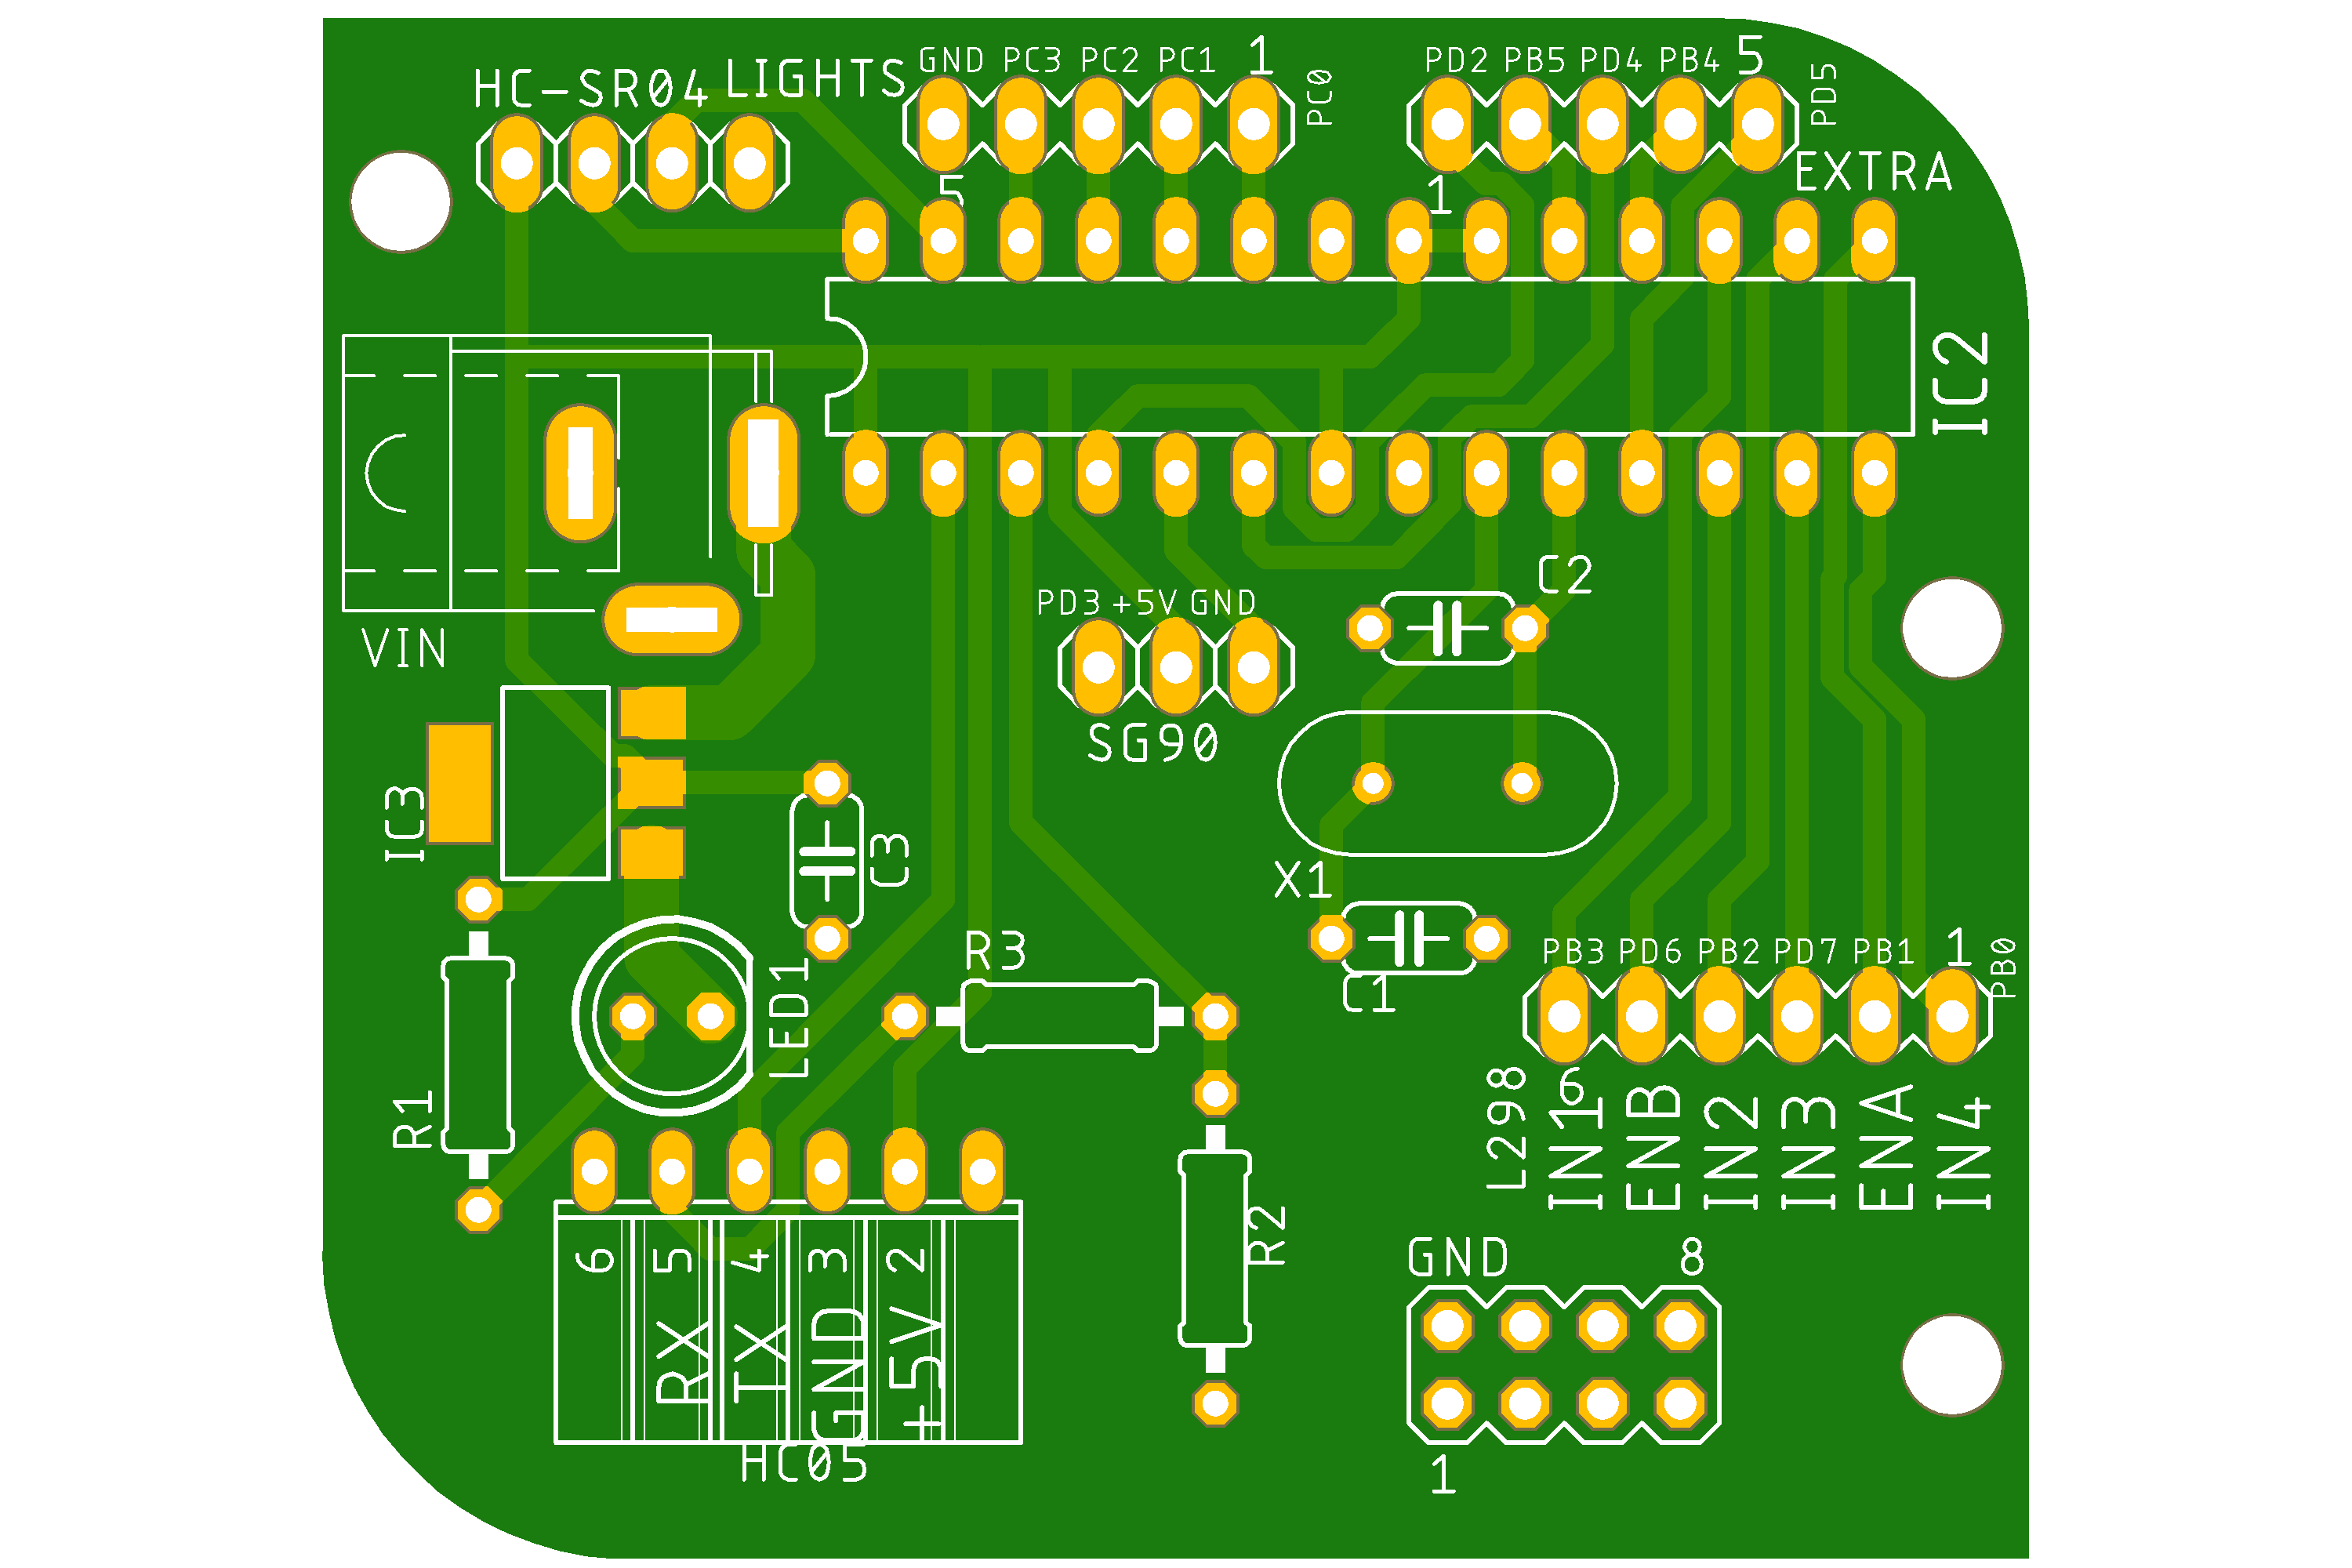 HC-SR04
LIGHTS
GND PC3 PC2 PC1 1
PC0
5
PD2 PB5 PD4 PB4 5
PD5
1
EXTRA
IC2
VIN
C2
PD3 +5V GND
SG90
IC3
C3
X1
C1
R3
LED1
R1
PB3 PD6 PB2 PD7 PB1 1
PB0
L298
6
IN1
ENB
IN2
IN3
ENA
IN4
R2
6 5 4 3 2
RX
TX
GND
+5V
HC05
GND
8
1